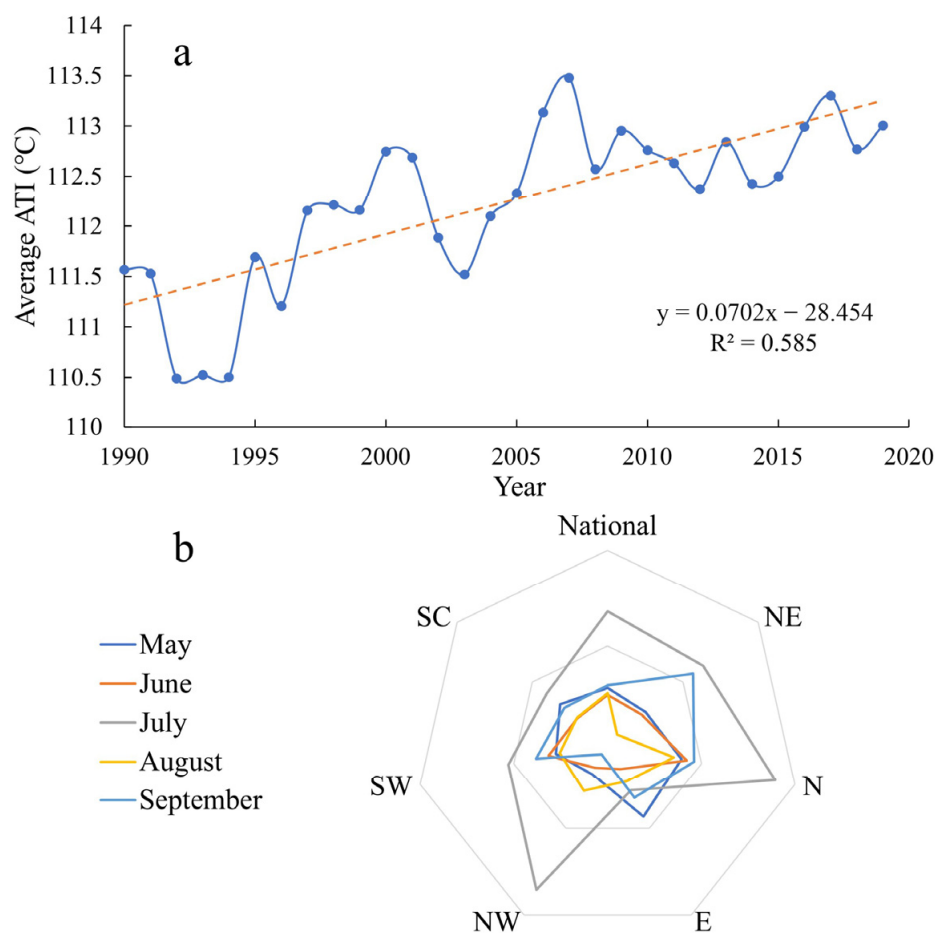 a
114
113.5
113
112.5
112
111.5
111
110.5
110
Average ATI (℃)
1990 1995 2000 2005 2010 2015 2020
Year
y = 0.0702x − 28.454
R² = 0.585
b
National
NE
N
E
NW
SW
SC
May
June
July
August
September